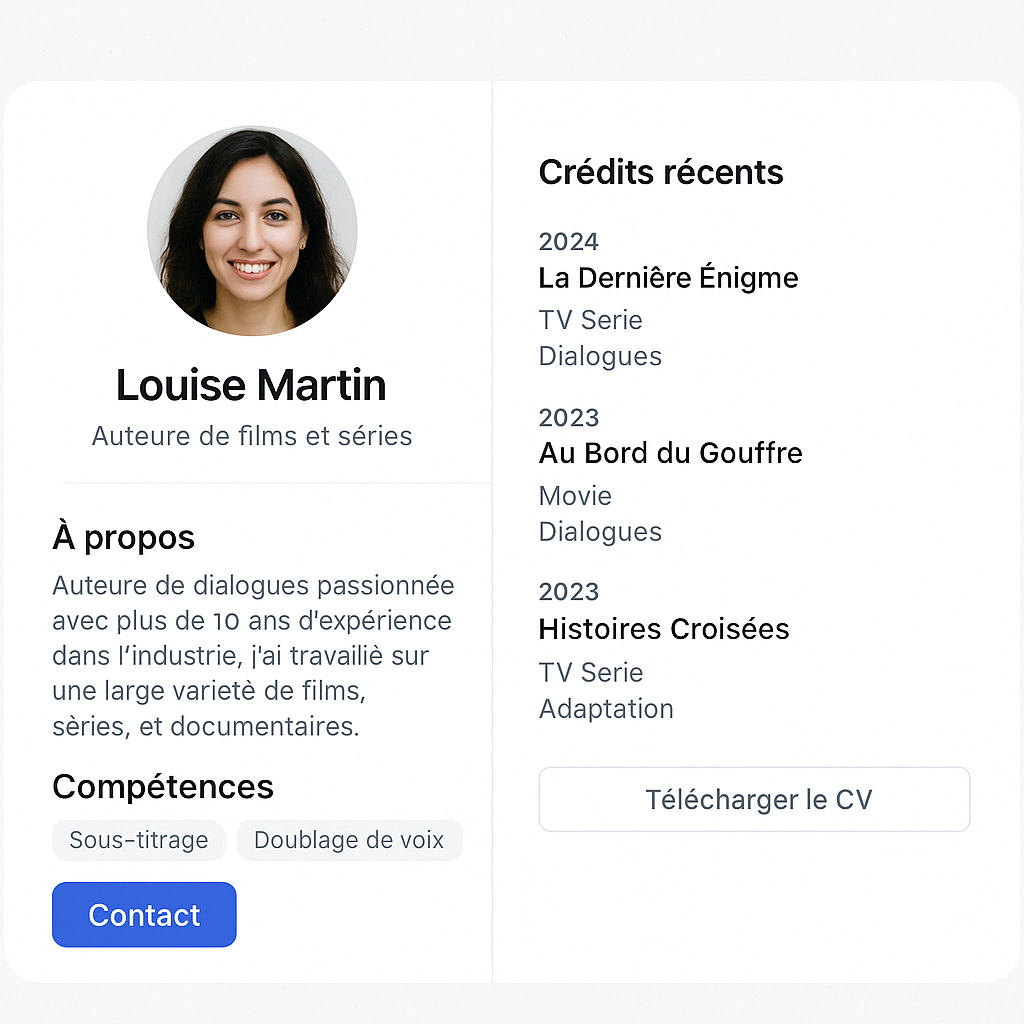 Louise Martin
Auteure de films et séries
À propos
Auteure de dialogues passionnée
avec plus de 10 ans d'expérience
dans l'industrie, j'ai travailiè sur
une large varietè de films,
sèries, et documentaires.
Compétences
Sous-titrage
Doublage de voix
Contact
Crédits récents
2024
La Dernière Énigme
TV Serie
Dialogues
2023
Au Bord du Gouffre
Movie
Dialogues
2023
Histoires Croisées
TV Serie
Adaptation
Télécharger le CV